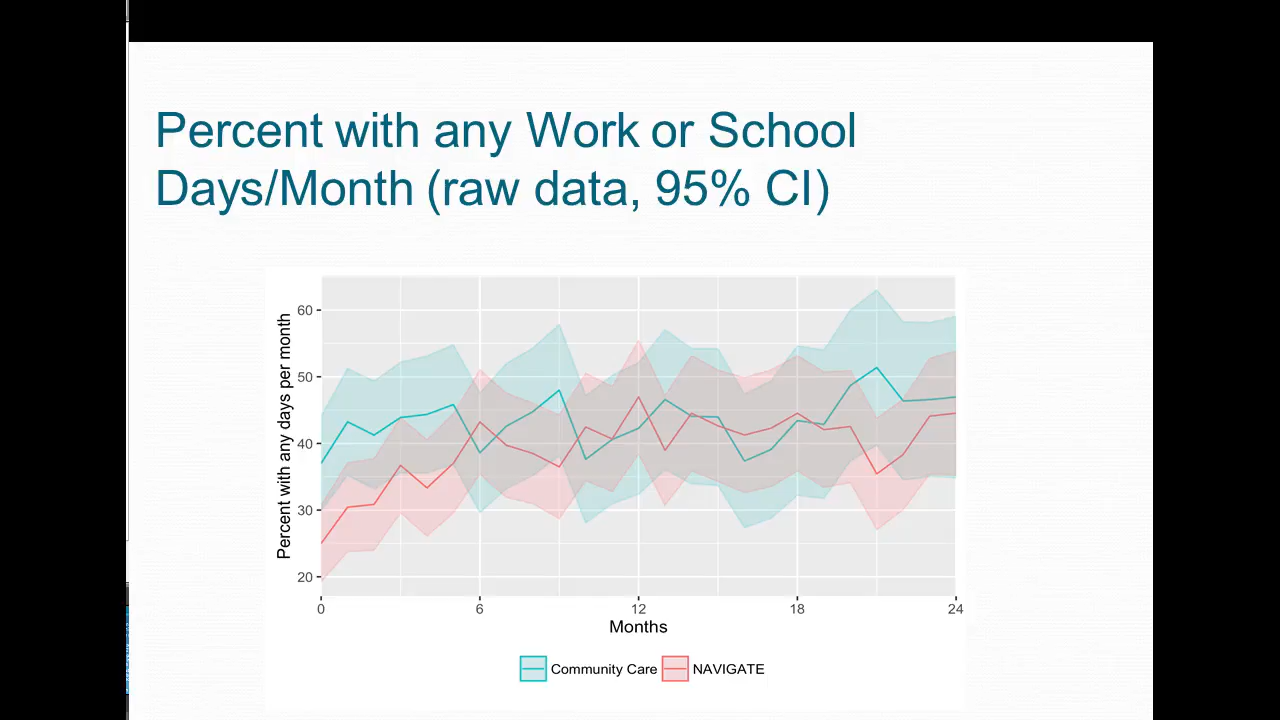 Percent with any Work or School
Days/Month (raw data, 95% CI)
Percent with any days per month
60
50
40
30
20
0 6 12 18 24
Months
Community Care NAVIGATE